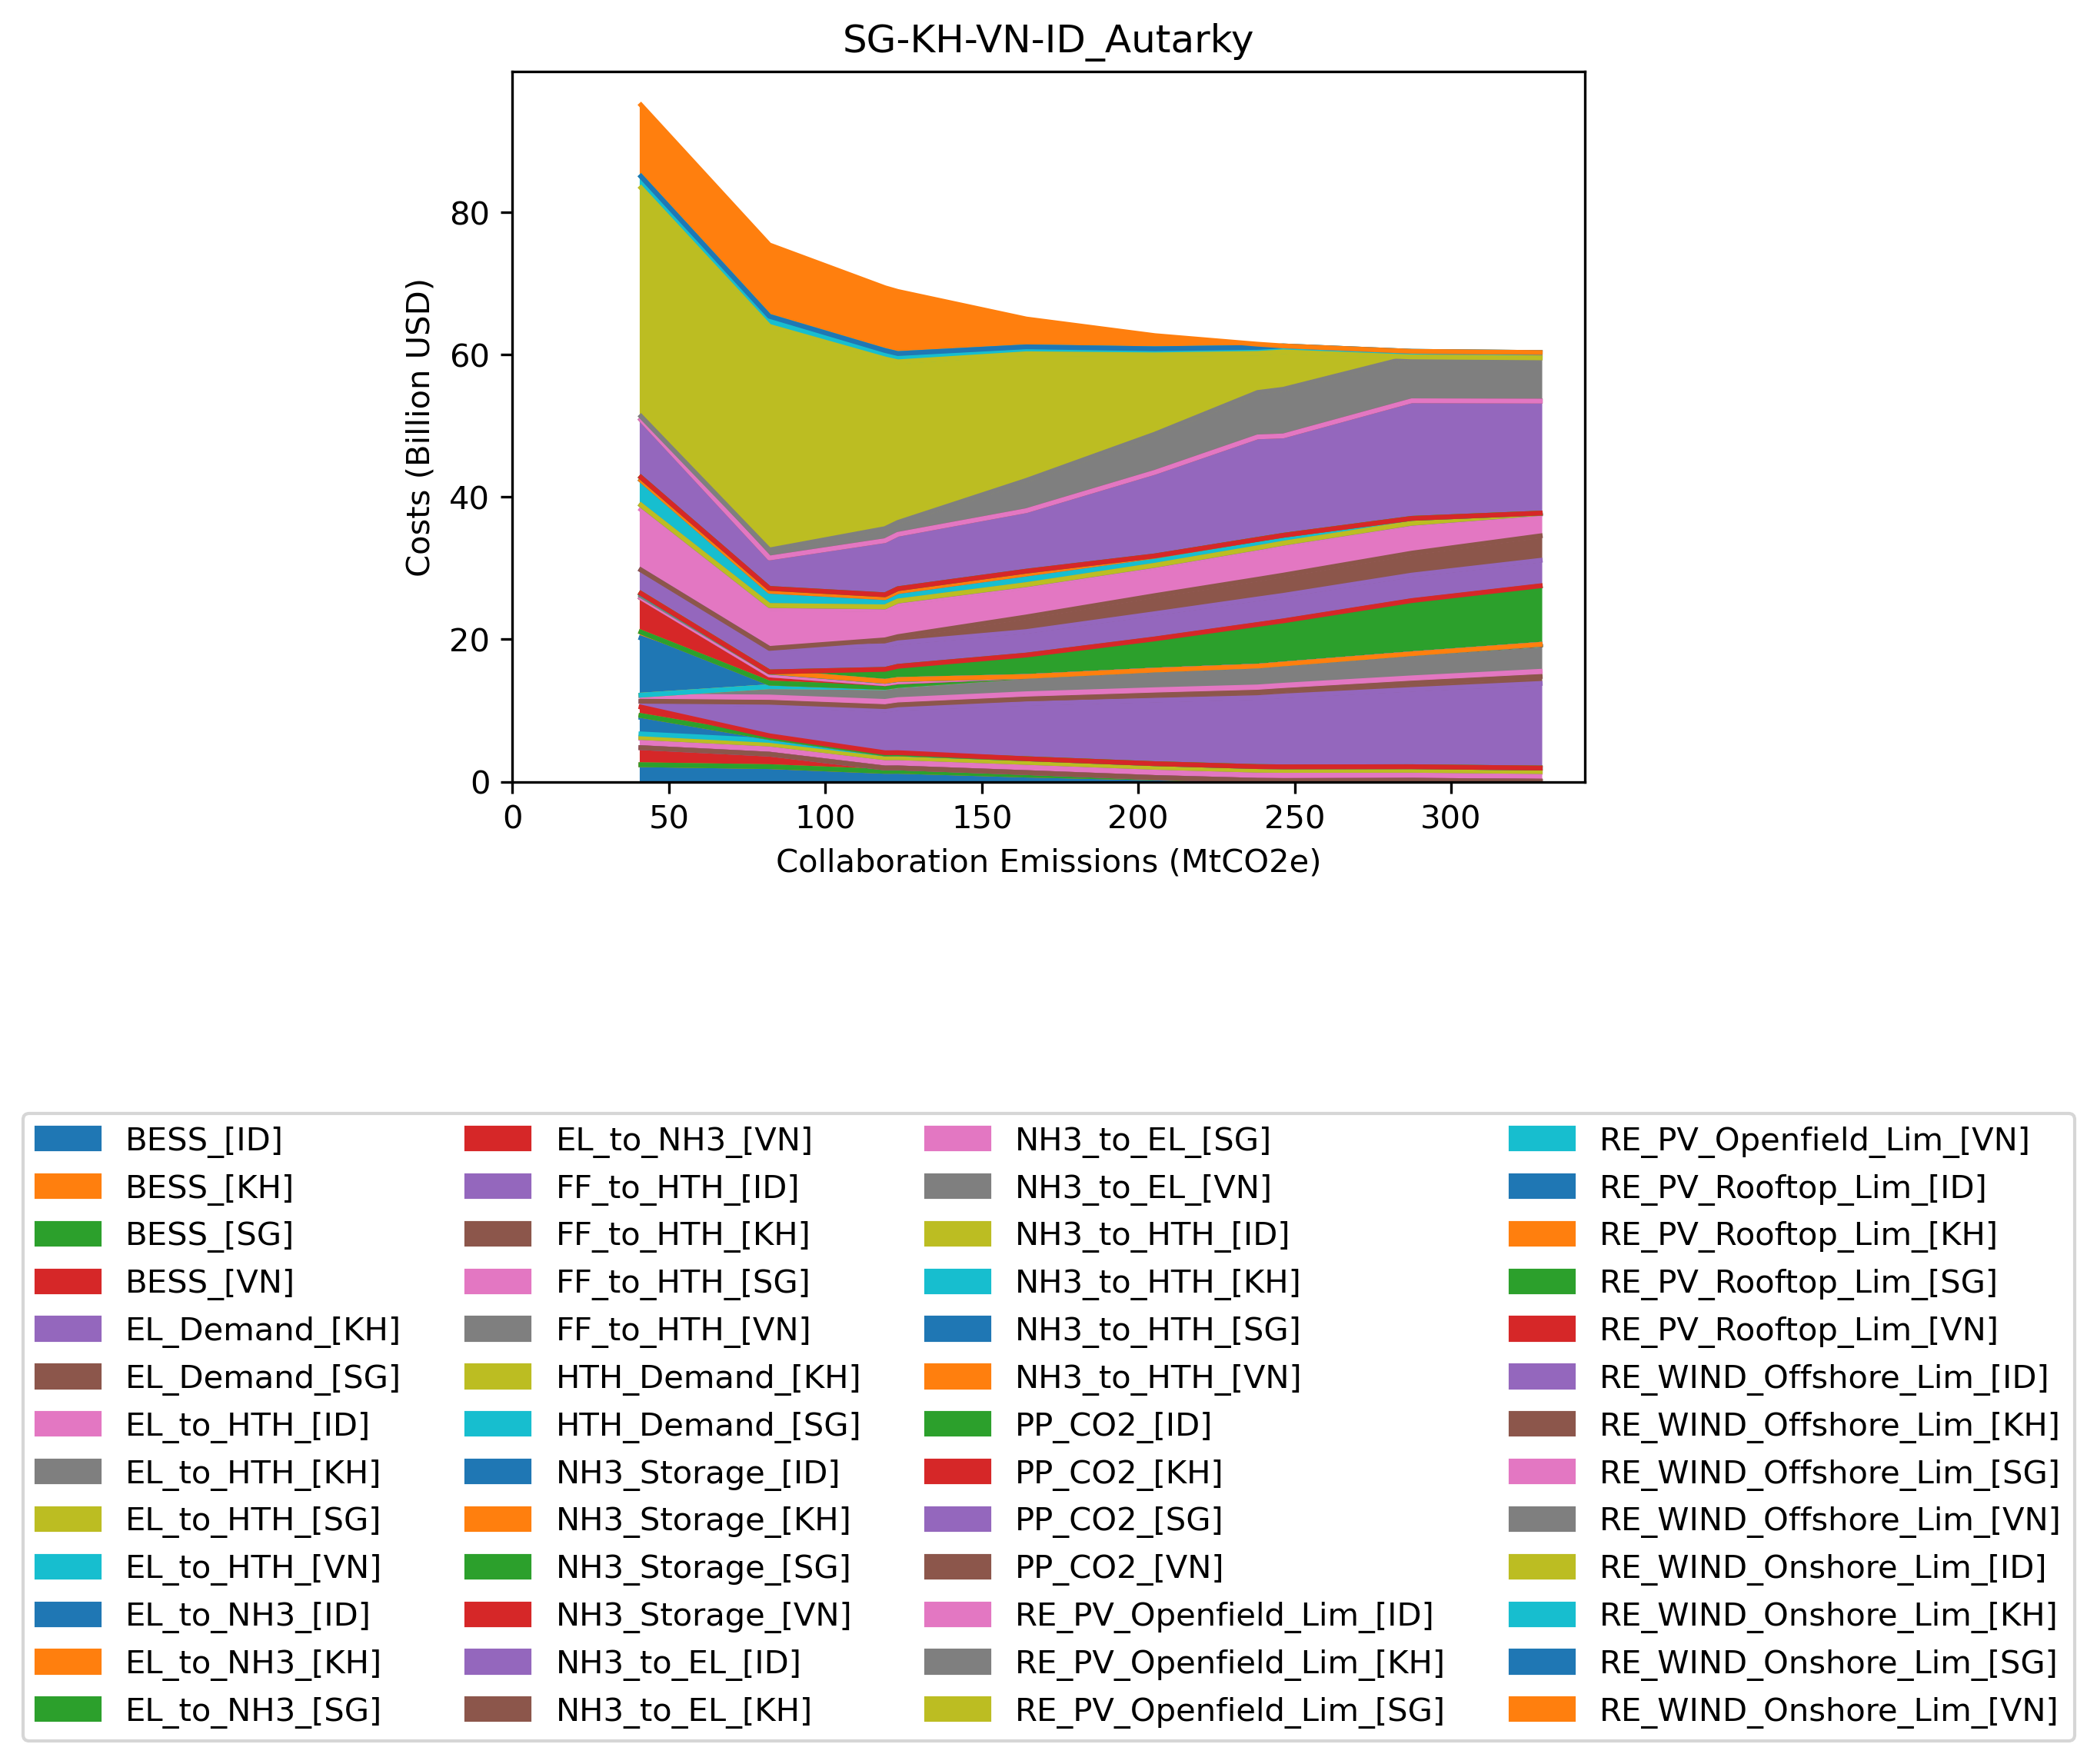 SG-KH-VN-ID_Autarky
Costs (Billion USD)
80
60
40
20
0
0 50 100 150 200 250 300
Collaboration Emissions (MtCO2e)
BESS_[ID]
BESS_[KH]
BESS_[SG]
BESS_[VN]
EL_Demand_[KH]
EL_Demand_[SG]
EL_to_HTH_[ID]
EL_to_HTH_[KH]
EL_to_HTH_[SG]
EL_to_HTH_[VN]
EL_to_NH3_[ID]
EL_to_NH3_[KH]
EL_to_NH3_[SG]
EL_to_NH3_[VN]
FF_to_HTH_[ID]
FF_to_HTH_[KH]
FF_to_HTH_[SG]
FF_to_HTH_[VN]
HTH_Demand_[KH]
HTH_Demand_[SG]
NH3_Storage_[ID]
NH3_Storage_[KH]
NH3_Storage_[SG]
NH3_Storage_[VN]
NH3_to_EL_[ID]
NH3_to_EL_[KH]
NH3_to_EL_[SG]
NH3_to_EL_[VN]
NH3_to_HTH_[ID]
NH3_to_HTH_[KH]
NH3_to_HTH_[SG]
NH3_to_HTH_[VN]
PP_CO2_[ID]
PP_CO2_[KH]
PP_CO2_[SG]
PP_CO2_[VN]
RE_PV_Openfield_Lim_[ID]
RE_PV_Openfield_Lim_[KH]
RE_PV_Openfield_Lim_[SG]
RE_PV_Openfield_Lim_[VN]
RE_PV_Rooftop_Lim_[ID]
RE_PV_Rooftop_Lim_[KH]
RE_PV_Rooftop_Lim_[SG]
RE_PV_Rooftop_Lim_[VN]
RE_WIND_Offshore_Lim_[ID]
RE_WIND_Offshore_Lim_[KH]
RE_WIND_Offshore_Lim_[SG]
RE_WIND_Offshore_Lim_[VN]
RE_WIND_Onshore_Lim_[ID]
RE_WIND_Onshore_Lim_[KH]
RE_WIND_Onshore_Lim_[SG]
RE_WIND_Onshore_Lim_[VN]